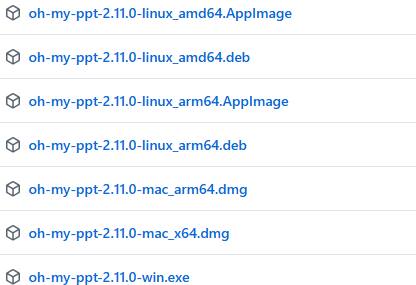 oh-my-ppt-2.11.0-linux_amd64.AppImage
oh-my-ppt-2.11.0-linux_amd64.deb
oh-my-ppt-2.11.0-linux_arm64.AppImage
oh-my-ppt-2.11.0-linux_arm64.deb
oh-my-ppt-2.11.0-mac_arm64.dmg
oh-my-ppt-2.11.0-mac_x64.dmg
oh-my-ppt-2.11.0-win.exe